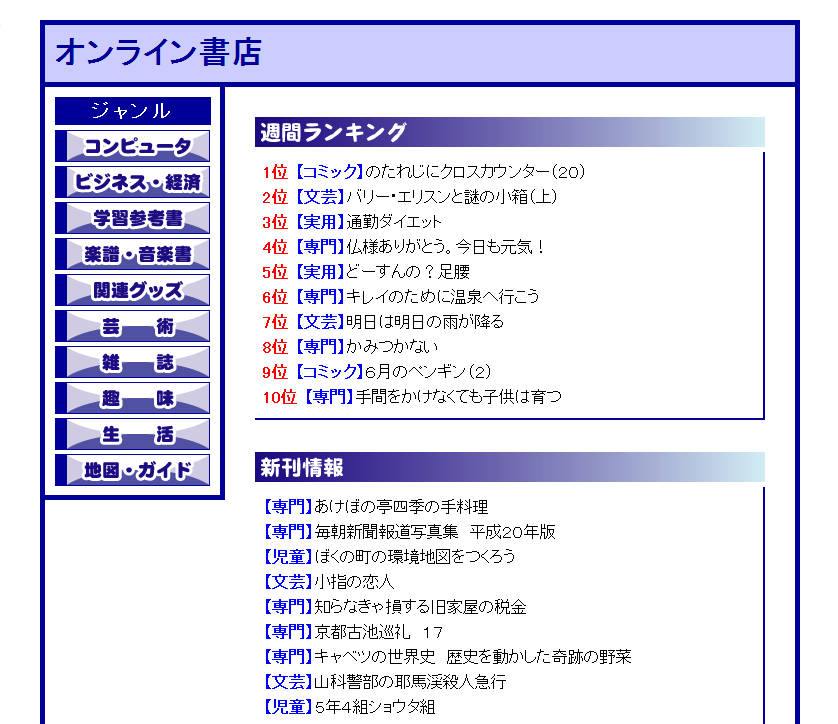 オンライン書店
ジャンル
コンピュータ
ビジネス・経済
学習参考書
楽譜・音楽書
関連グッズ
芸　術
雑　誌
趣　味
生　活
地図・ガイド
週間ランキング
1位【コミック】のたれじにクロスカウンター(20)
2位【文芸】バリー・エリスンと謎の小箱(上)
3位【実用】通勤ダイエット
4位【専門】仏様ありがとう。今日も元気！
5位【実用】どーすんの？足腰
6位【専門】キレイのために温泉へ行こう
7位【文芸】明日は明日の雨が降る
8位【専門】かみつかない
9位【コミック】6月のペンギン(2)
10位【専門】手間をかけなくても子供は育つ
新刊情報
【専門】あけぼの亭四季の手料理
【専門】毎朝新聞報道写真集　平成20年版
【児童】ぼくの町の環境地図をつくろう
【文芸】小指の恋人
【専門】知らなきゃ損する旧家屋の税金
【専門】京都古池巡礼　17
【専門】キャベツの世界史　歴史を動かした奇跡の野菜
【文芸】山科警部の耶馬渓殺人急行
【児童】5年4組ショウタ組